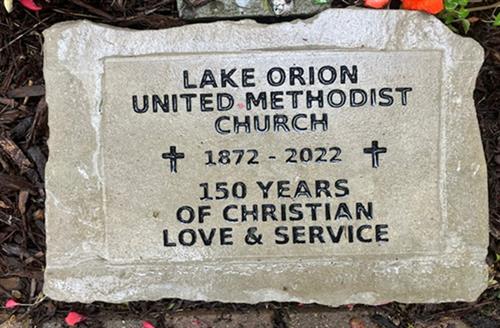 LAKE ORION
UNITED METHODIST
CHURCH
1872 - 2022
150 YEARS
OF CHRISTIAN
LOVE & SERVICE